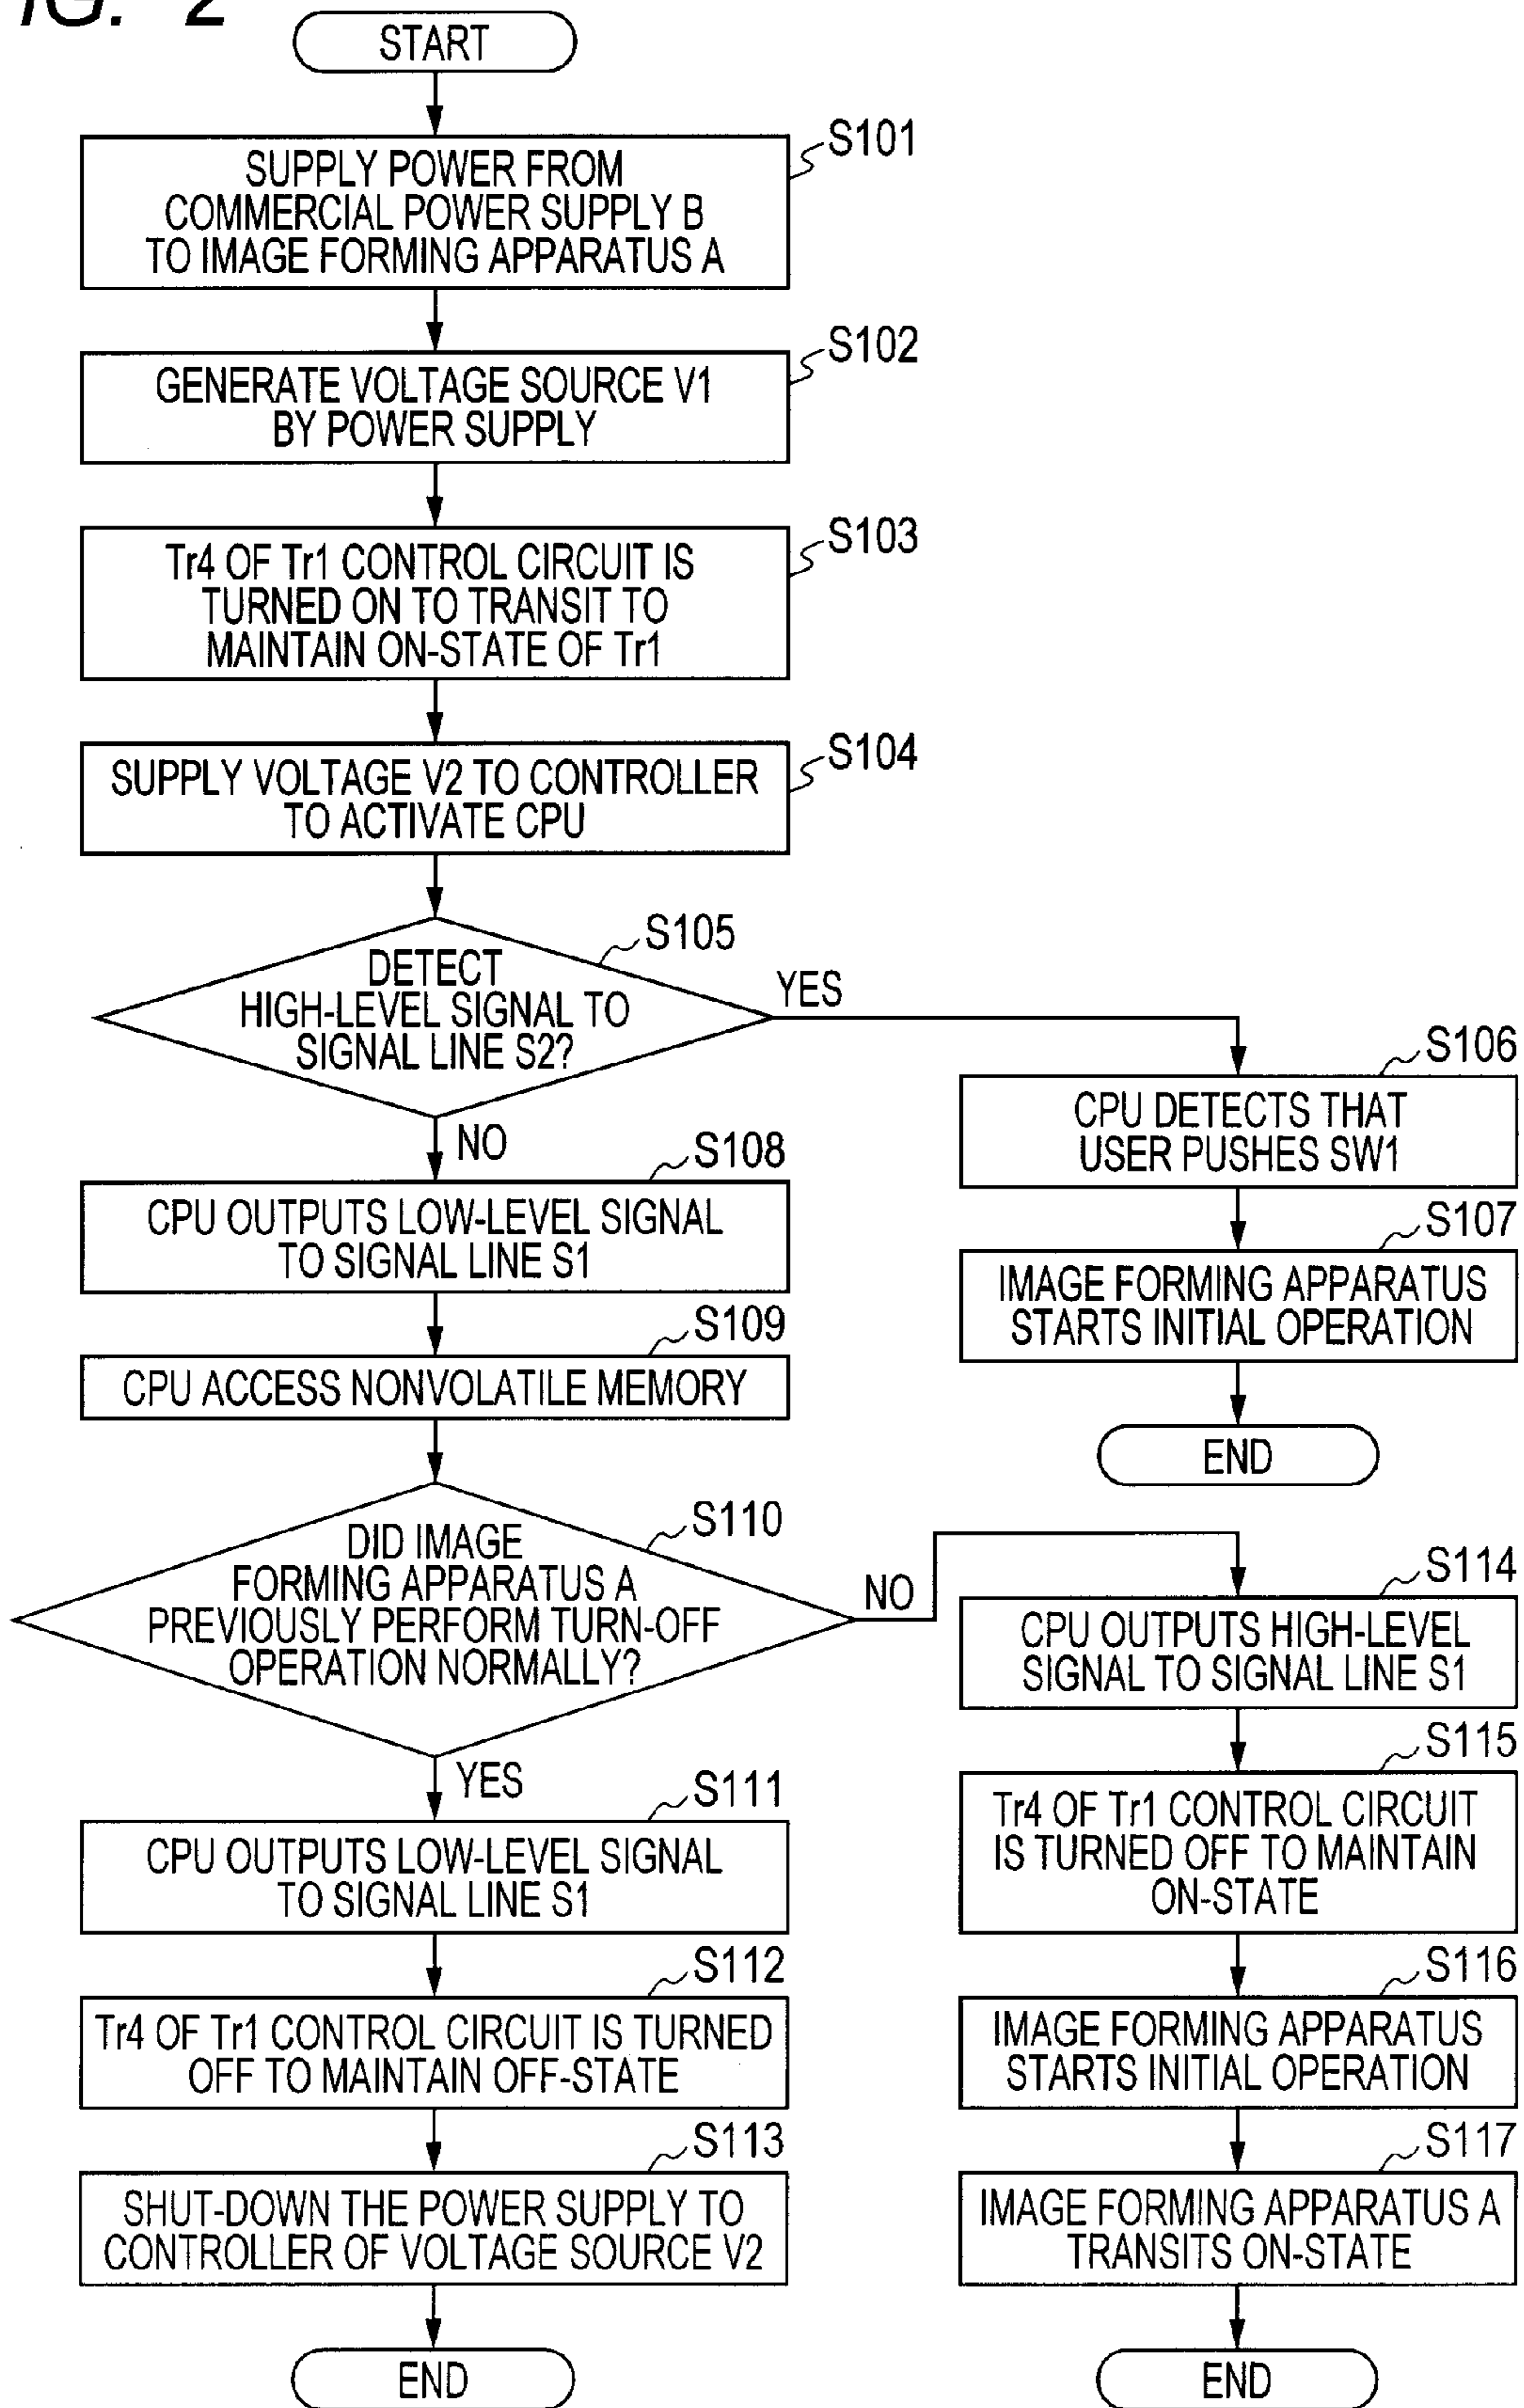 IG. 2
START
S101
SUPPLY POWER FROM
COMMERCIAL POWER SUPPLY B
TO IMAGE FORMING APPARATUS A
S102
GENERATE VOLTAGE SOURCE V1
BY POWER SUPPLY
S103
Tr4 OF Tr1 CONTROL CIRCUIT IS
TURNED ON TO TRANSIT TO
MAINTAIN ON-STATE OF Tr1
S104
SUPPLY VOLTAGE V2 TO CONTROLLER
TO ACTIVATE CPU
S105
DETECT
HIGH-LEVEL SIGNAL TO
SIGNAL LINE S2?
YES
S106
CPU DETECTS THAT
USER PUSHES SW1
S107
IMAGE FORMING APPARATUS
STARTS INITIAL OPERATION
END
NO
S108
CPU OUTPUTS LOW-LEVEL SIGNAL
TO SIGNAL LINE S1
S109
CPU ACCESS NONVOLATILE MEMORY
S110
DID IMAGE
FORMING APPARATUS A
PREVIOUSLY PERFORM TURN-OFF
OPERATION NORMALLY?
YES
S111
CPU OUTPUTS LOW-LEVEL SIGNAL
TO SIGNAL LINE S1
S112
Tr4 OF Tr1 CONTROL CIRCUIT IS TURNED
OFF TO MAINTAIN OFF-STATE
S113
SHUT-DOWN THE POWER SUPPLY TO
CONTROLLER OF VOLTAGE SOURCE V2
END
NO
S114
CPU OUTPUTS HIGH-LEVEL
SIGNAL TO SIGNAL LINE S1
S115
Tr4 OF Tr1 CONTROL CIRCUIT
IS TURNED OFF TO MAINTAIN
ON-STATE
S116
IMAGE FORMING APPARATUS
STARTS INITIAL OPERATION
S117
IMAGE FORMING APPARATUS A
TRANSITS ON-STATE
END